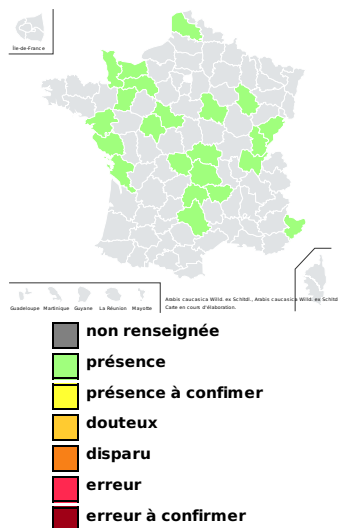 Île-de-France
Guadeloupe Martinique Guyane La Réunion Mayotte
Arabis caucasica Willd. ex Schltdl., Arabis caucasica Willd. ex Schltd
Carte en cours d'élaboration.
non renseignée
présence
présence à confimer
douteux
disparu
erreur
erreur à confirmer